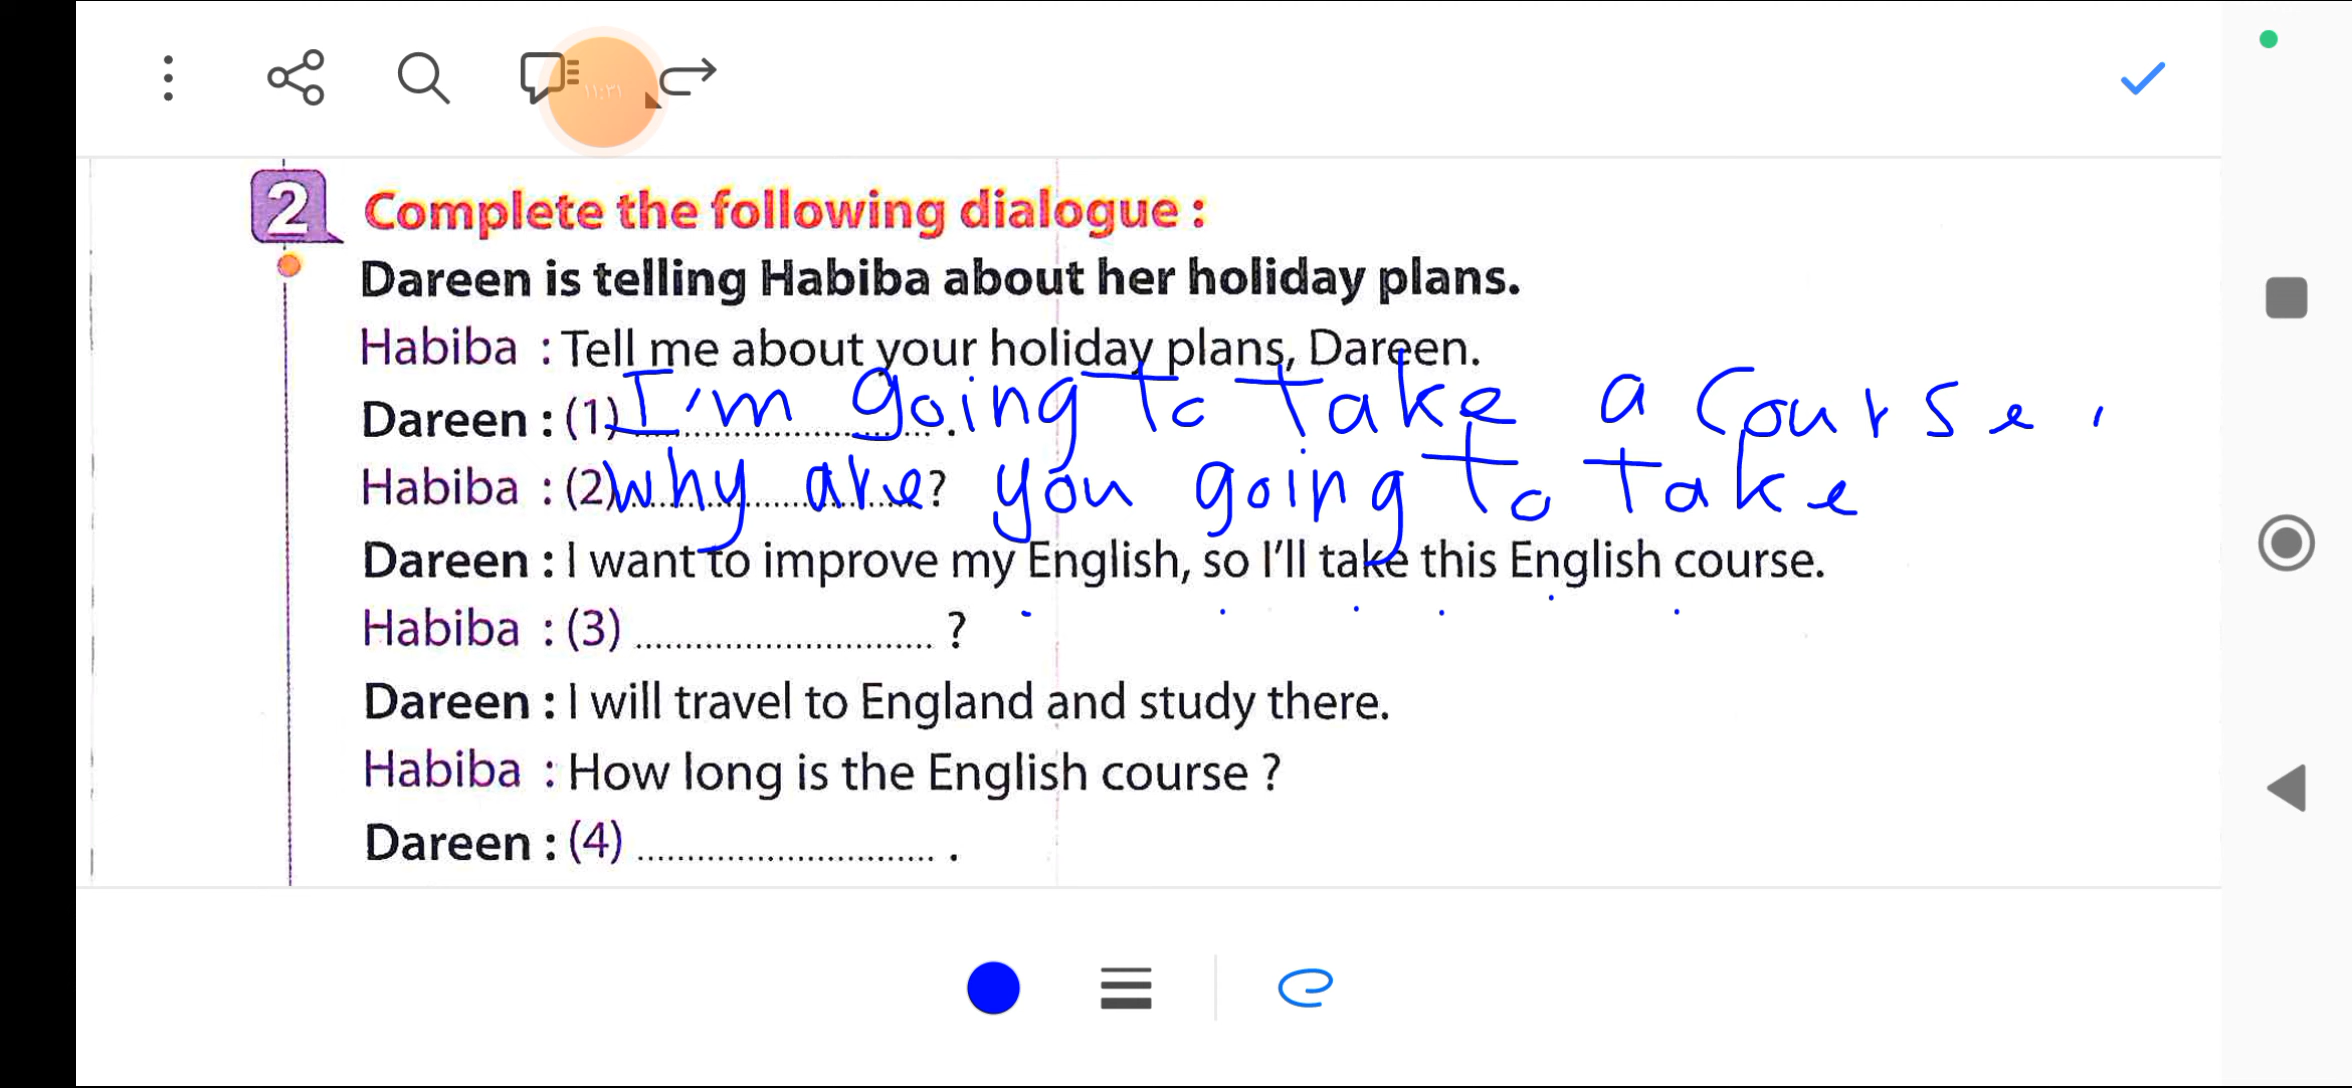 ١١:٢١
2 Complete the following dialogue :
Dareen is telling Habiba about her holiday plans.
Habiba : Tell me about your holiday plans, Dareen.
Dareen : (1) I'm going to take a course .
Habiba : (2) why are you going to take ?
Dareen : I want to improve my English, so I'll take this English course.
Habiba : (3) .............................. ?
Dareen : I will travel to England and study there.
Habiba : How long is the English course ?
Dareen : (4) .............................. .